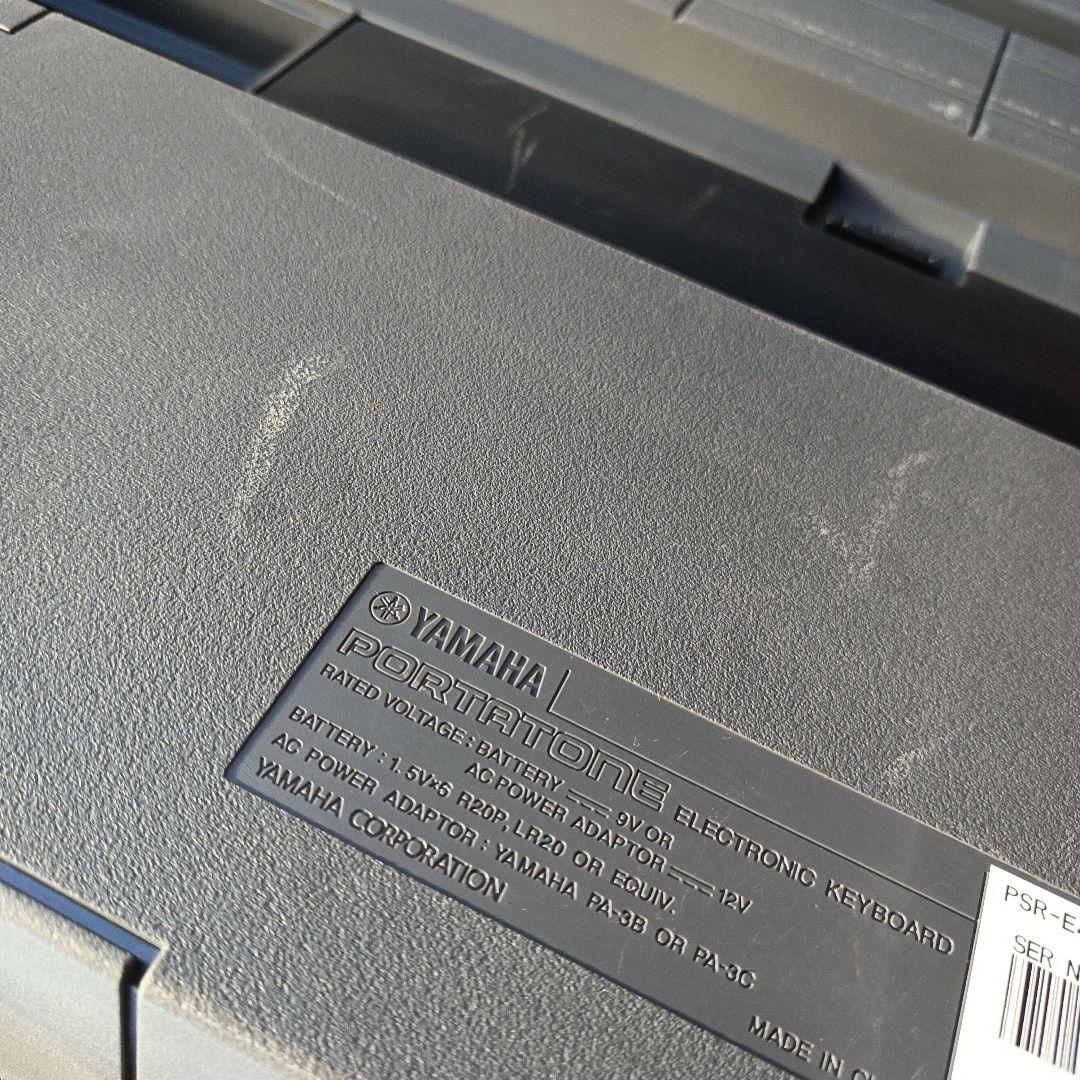 YAMAHA
PORTATONE ELECTRONIC KEYBOARD
RATED VOLTAGE : BATTERY ⎓ 9V OR
AC POWER ADAPTOR ⎓ 12V
BATTERY : 1.5V×6 R20P, LR20 OR EQUIV.
AC POWER ADAPTOR : YAMAHA PA-3B OR PA-3C
YAMAHA CORPORATION
MADE IN
PSR-E
SER